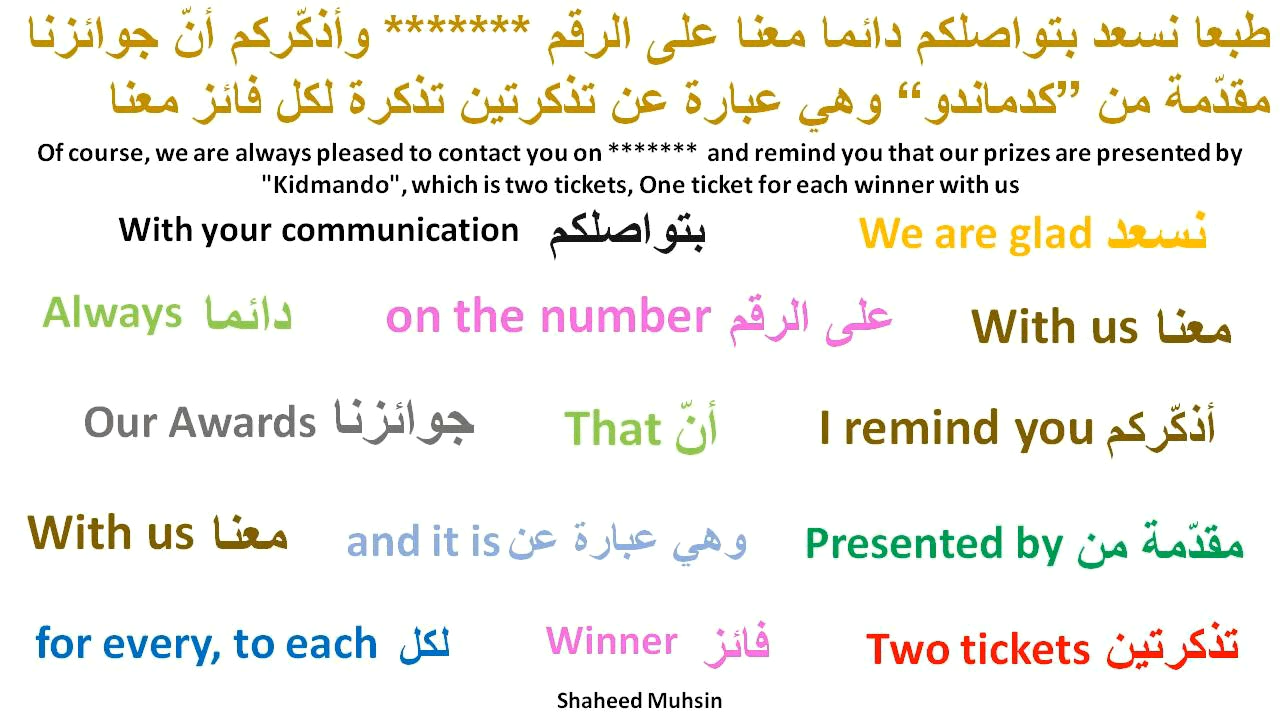 طبعا نسعد بتواصلكم دائما معنا على الرقم ******* وأذكّركم أنّ جوائزنا
مقدّمة من ”كدماندو“ وهي عبارة عن تذكرتين تذكرة لكل فائز معنا
Of course, we are always pleased to contact you on ******* and remind you that our prizes are presented by
"Kidmando", which is two tickets, One ticket for each winner with us
With your communication بتواصلكم We are glad نسعد
Always دائما on the number على الرقم With us معنا
Our Awards جوائزنا That أنّ I remind you أذكّركم
With us معنا and it is وهي عبارة عن Presented by مقدّمة من
for every, to each لكل Winner فائز Two tickets تذكرتين
Shaheed Muhsin